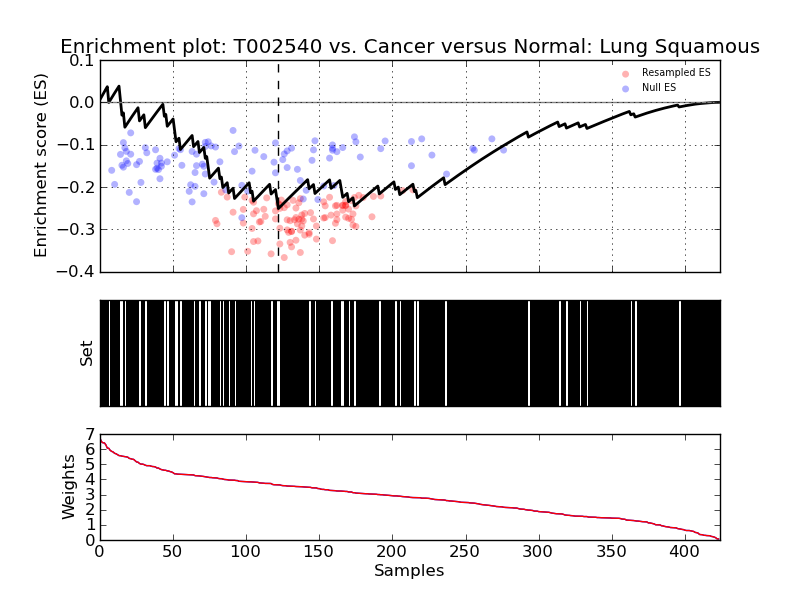 Enrichment plot: T002540 vs. Cancer versus Normal: Lung Squamous
Enrichment score (ES)
0.1
0.0
−0.1
−0.2
−0.3
−0.4
Resampled ES
Null ES
Set
Weights
7
6
5
4
3
2
1
0
0 50 100 150 200 250 300 350 400
Samples